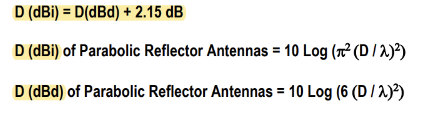 D (dBi) = D(dBd) + 2.15 dB
D (dBi) of Parabolic Reflector Antennas = 10 Log (π² (D / λ)²)
D (dBd) of Parabolic Reflector Antennas = 10 Log (6 (D / λ)²)